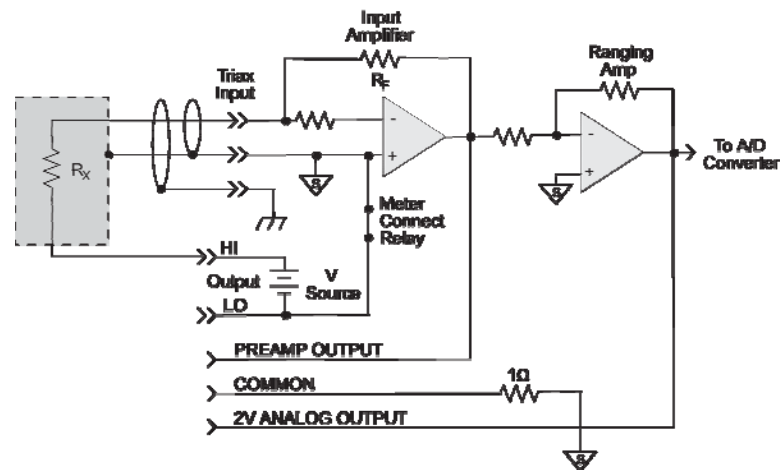 Input
Amplifier
Ranging
Amp
Triax
Input
RF
-
+
-
+
S
S
To A/D
Converter
RX
Meter
Connect
Relay
HI
Output
V
Source
LO
PREAMP OUTPUT
COMMON
1Ω
2V ANALOG OUTPUT
S